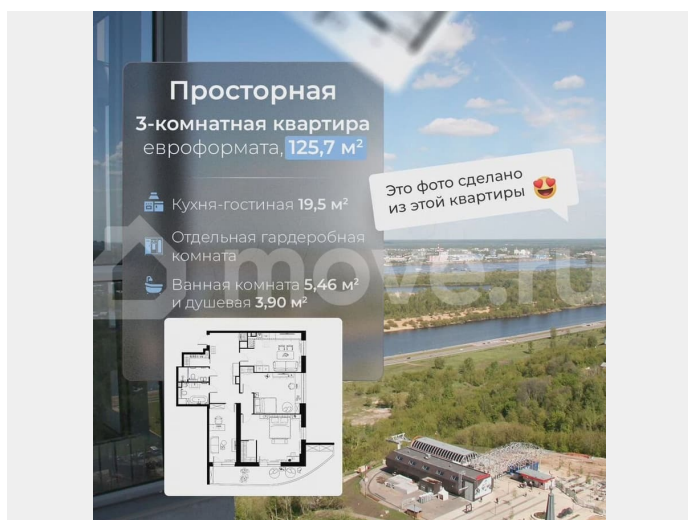 Просторная
3-комнатная квартира
евроформата, 125,7 м²
Кухня-гостиная 19,5 м²
Отдельная гардеробная
комната
Ванная комната 5,46 м²
и душевая 3,90 м²
Это фото сделано
из этой квартиры
move.ru